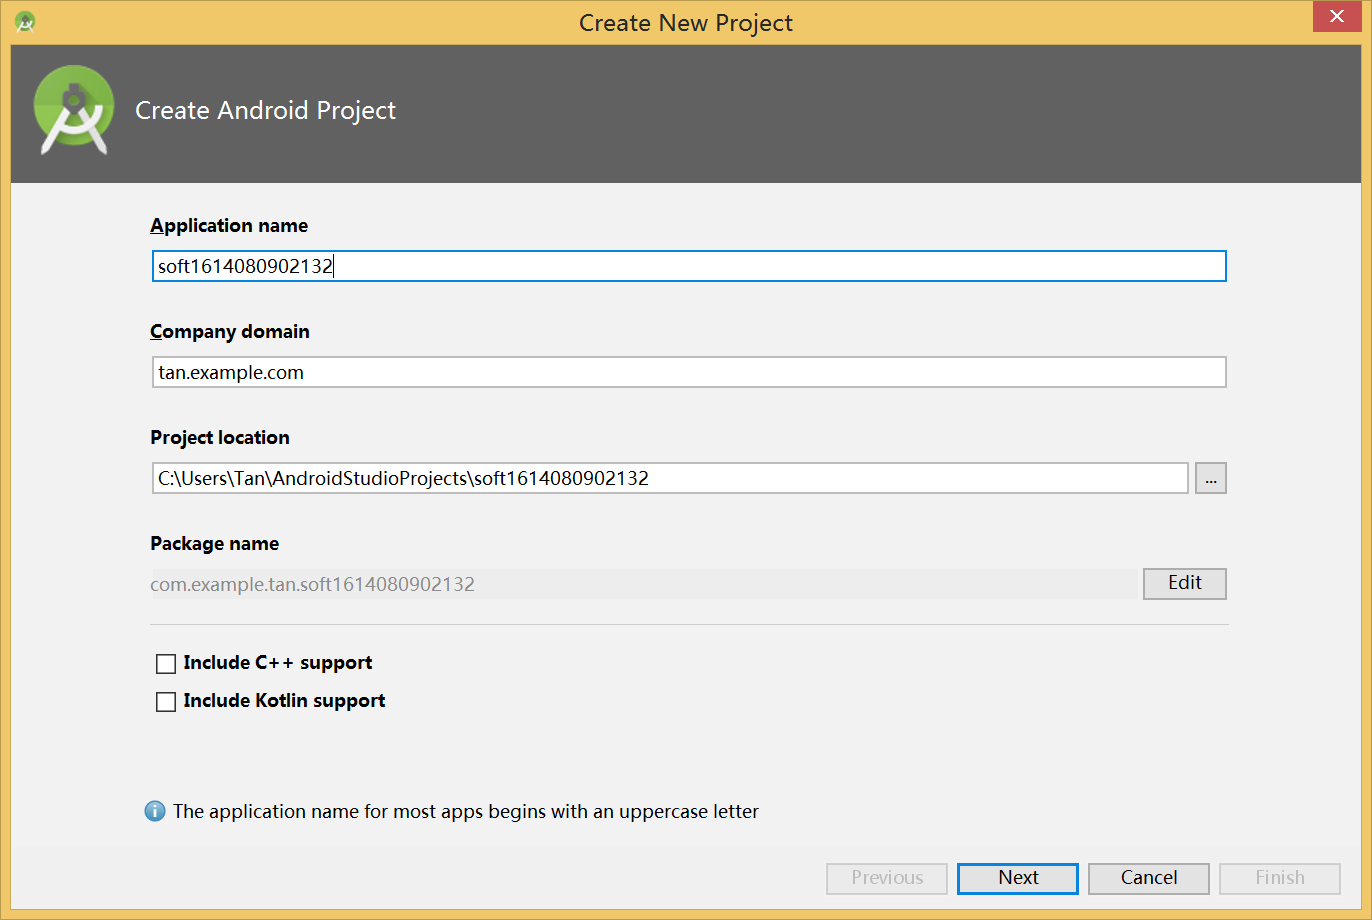 Create New Project
Create Android Project
Application name
soft1614080902132
Company domain
tan.example.com
Project location
C:\Users\Tan\AndroidStudioProjects\soft1614080902132
...
Package name
com.example.tan.soft1614080902132
Edit
Include C++ support
Include Kotlin support
The application name for most apps begins with an uppercase letter
Previous Next Cancel Finish